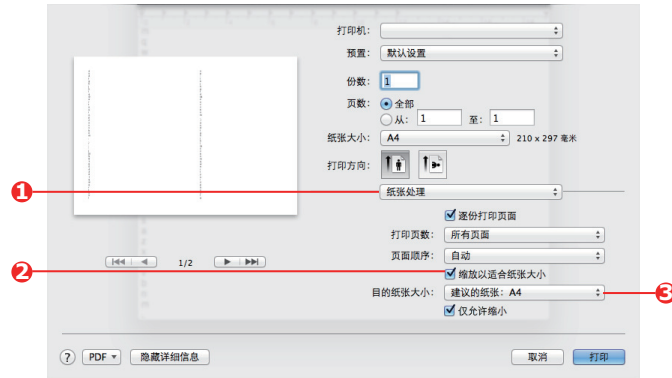 打印机:
预置: 默认设置
份数: 1
页数: 全部
从: 1 至: 1
纸张大小: A4 210 x 297 毫米
打印方向:
1 纸张处理
逐份打印页面
打印页数: 所有页面
页面顺序: 自动
1/2
2 缩放以适合纸张大小
目的纸张大小: 建议的纸张: A4 3
仅允许缩小
? PDF 隐藏详细信息 取消 打印